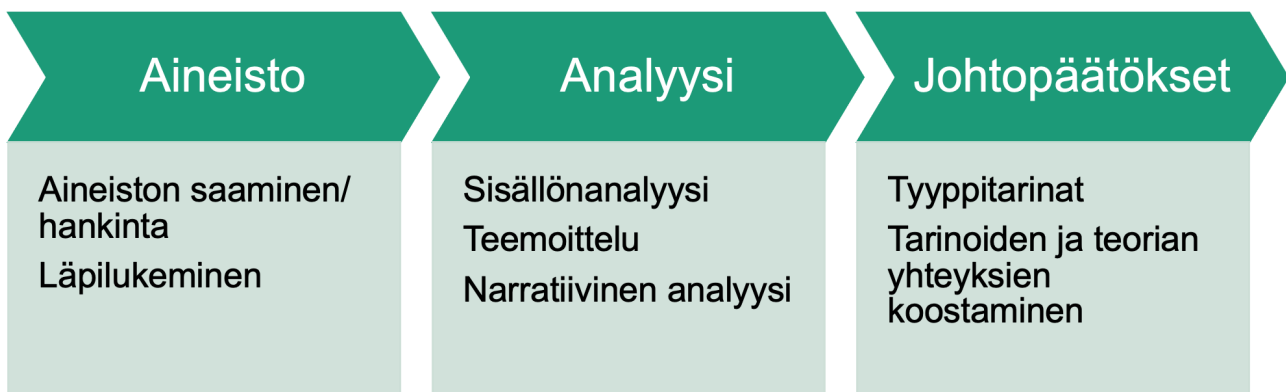 Aineisto
Aineiston saaminen/
hankinta
Läpilukeminen
Analyysi
Sisällönanalyysi
Teemoittelu
Narratiivinen analyysi
Johtopäätökset
Tyyppitarinat
Tarinoiden ja teorian
yhteyksien
koostaminen